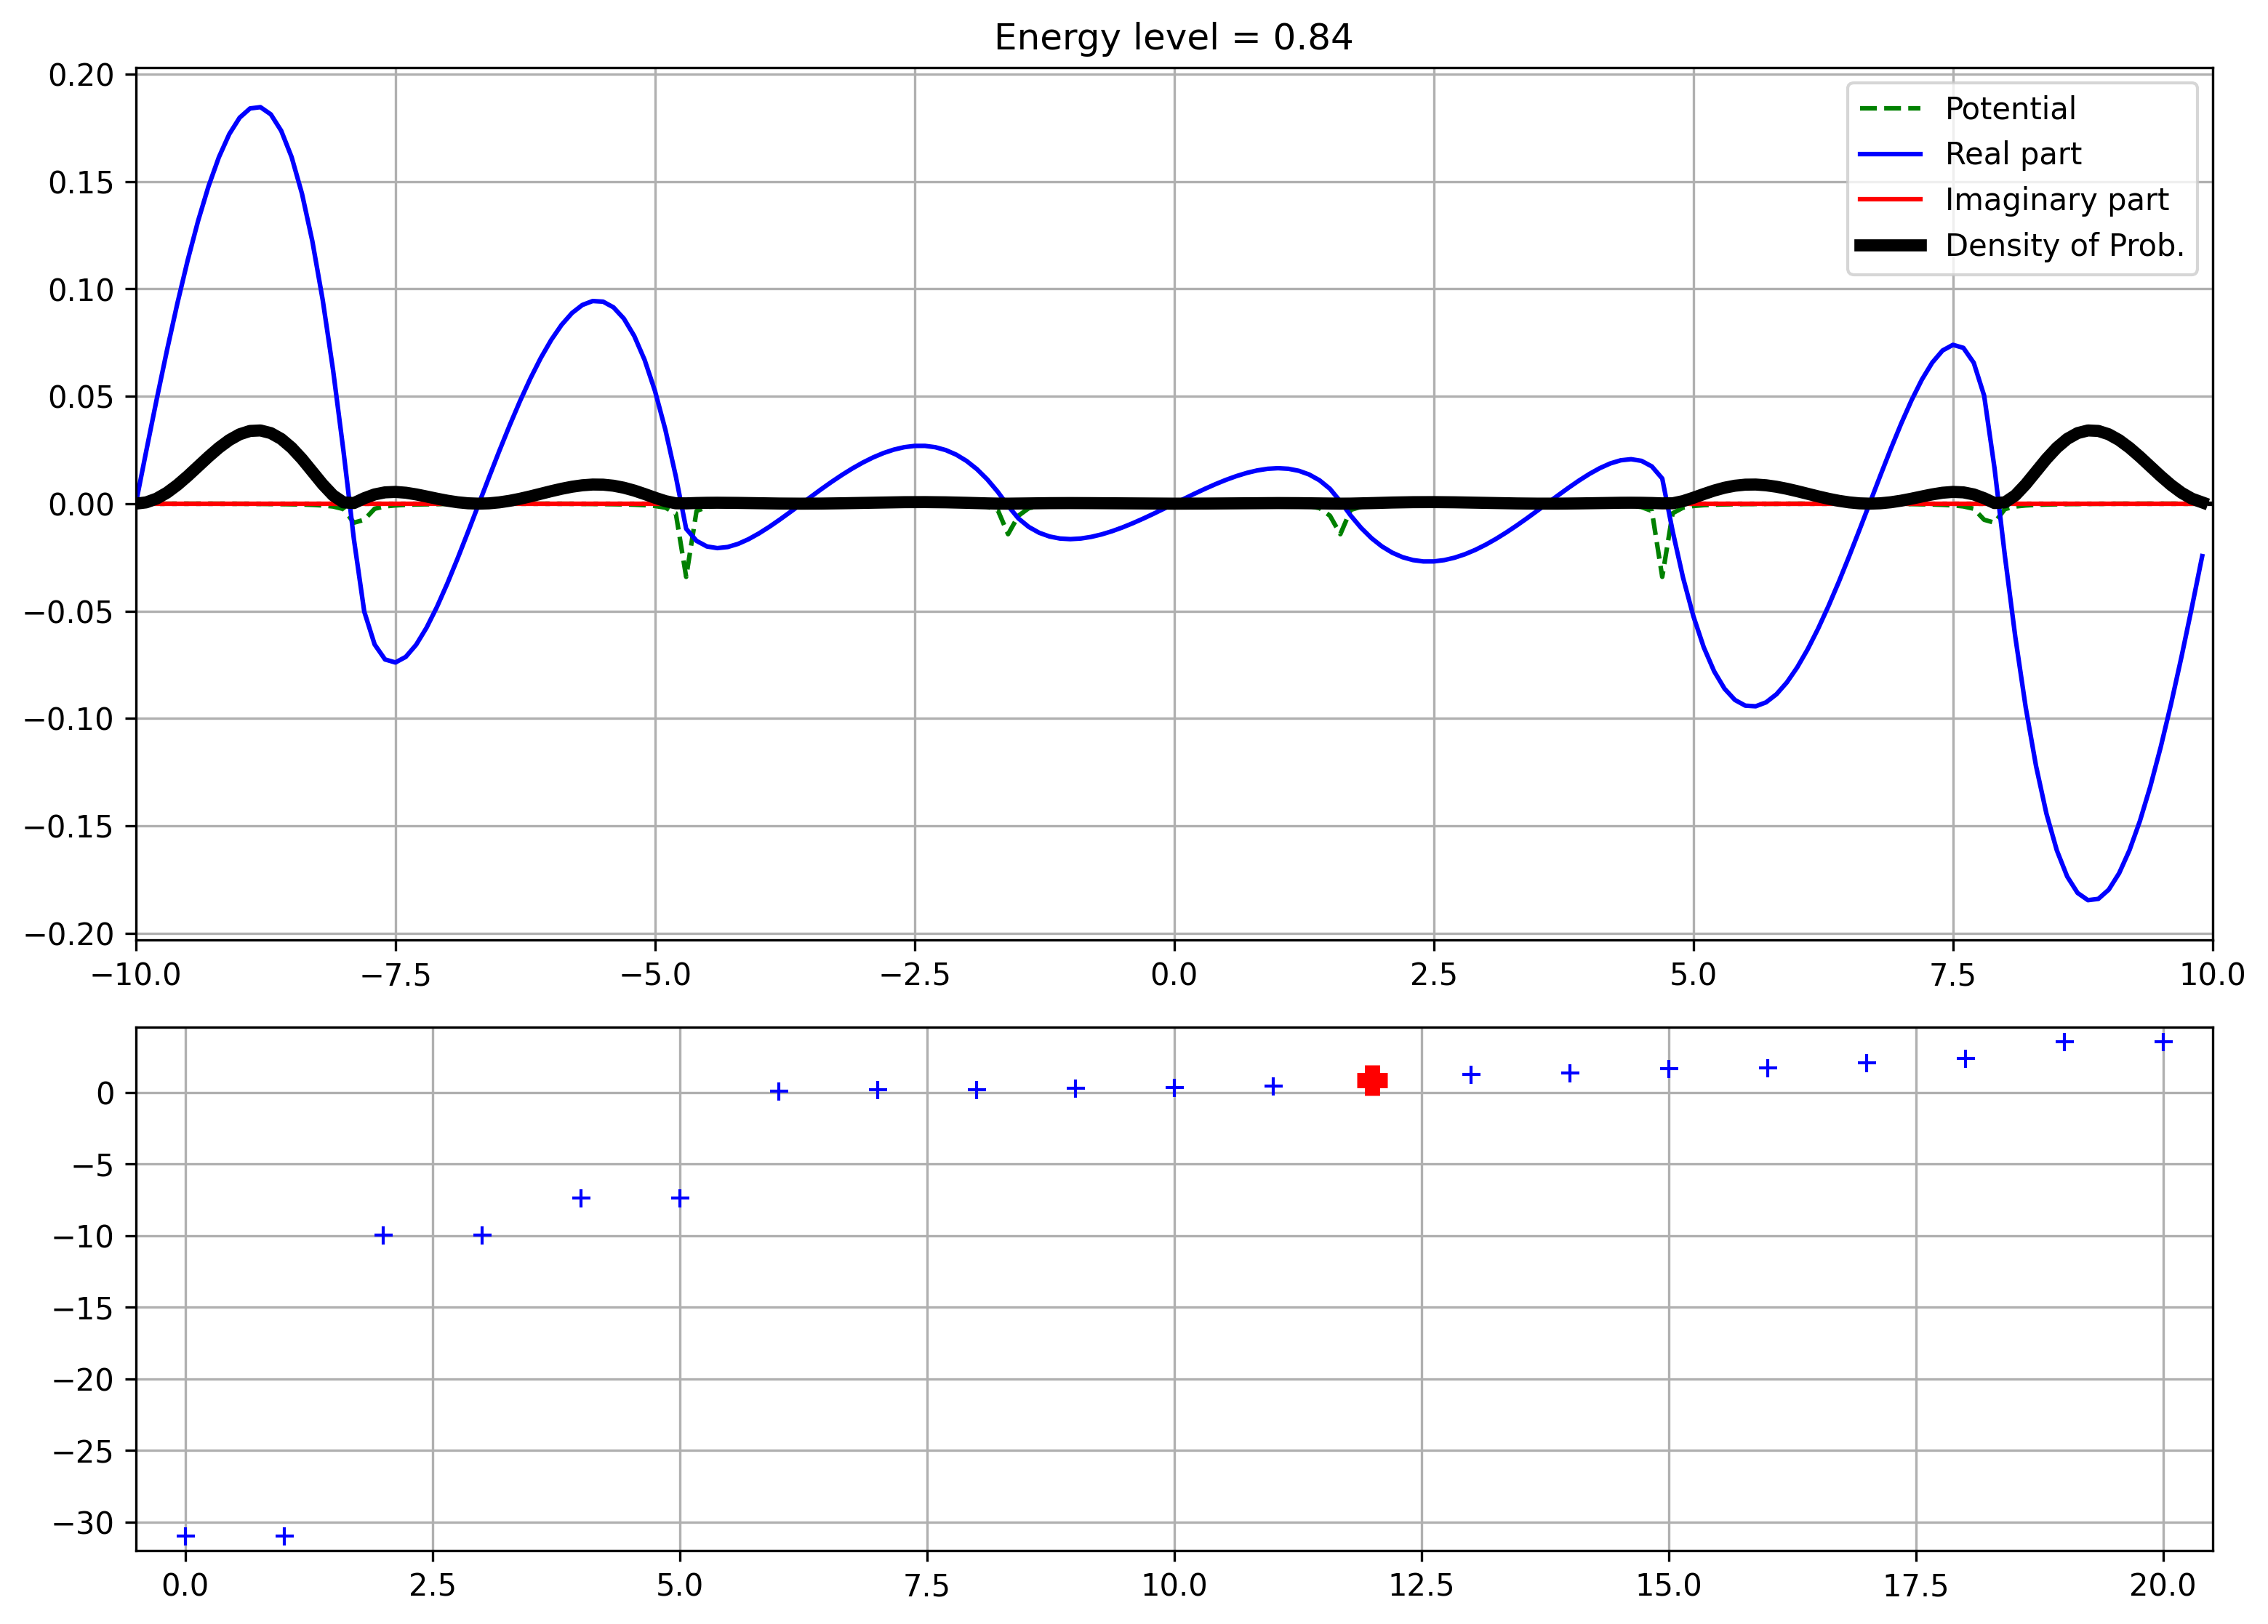 Energy level = 0.84
0.20
0.15
0.10
0.05
0.00
−0.05
−0.10
−0.15
−0.20
Potential
Real part
Imaginary part
Density of Prob.
−10.0 −7.5 −5.0 −2.5 0.0 2.5 5.0 7.5 10.0
0
−5
−10
−15
−20
−25
−30
0.0 2.5 5.0 7.5 10.0 12.5 15.0 17.5 20.0